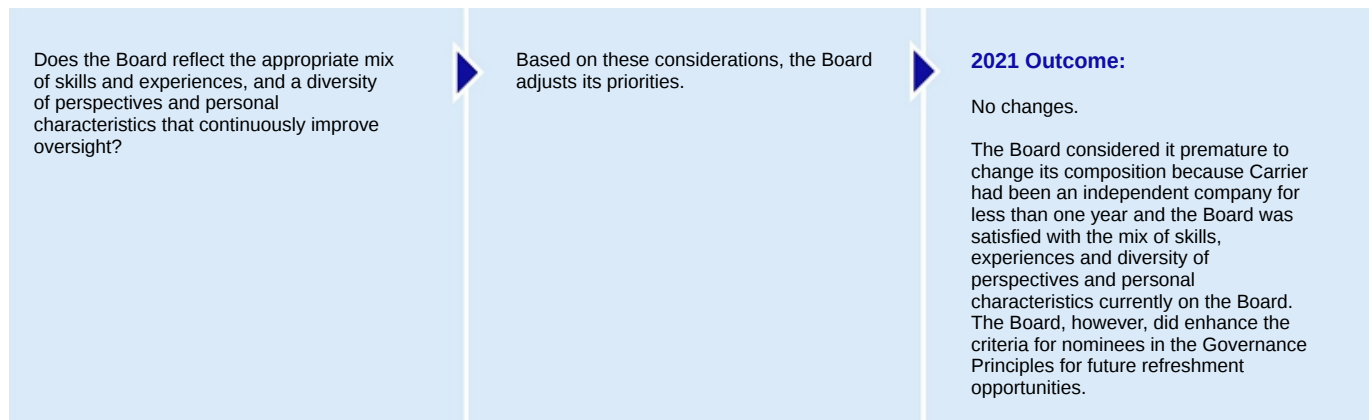 Does the Board reflect the appropriate mix
of skills and experiences, and a diversity
of perspectives and personal
characteristics that continuously improve
oversight?
Based on these considerations, the Board
adjusts its priorities.
2021 Outcome:
No changes.
The Board considered it premature to
change its composition because Carrier
had been an independent company for
less than one year and the Board was
satisfied with the mix of skills,
experiences and diversity of
perspectives and personal
characteristics currently on the Board.
The Board, however, did enhance the
criteria for nominees in the Governance
Principles for future refreshment
opportunities.